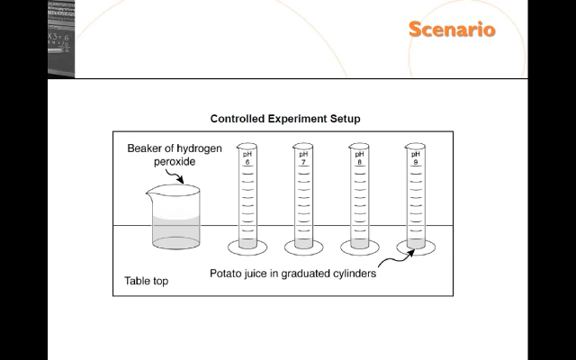 Scenario
Controlled Experiment Setup
Beaker of hydrogen
peroxide
pH
6
pH
7
pH
8
pH
9
Potato juice in graduated cylinders
Table top